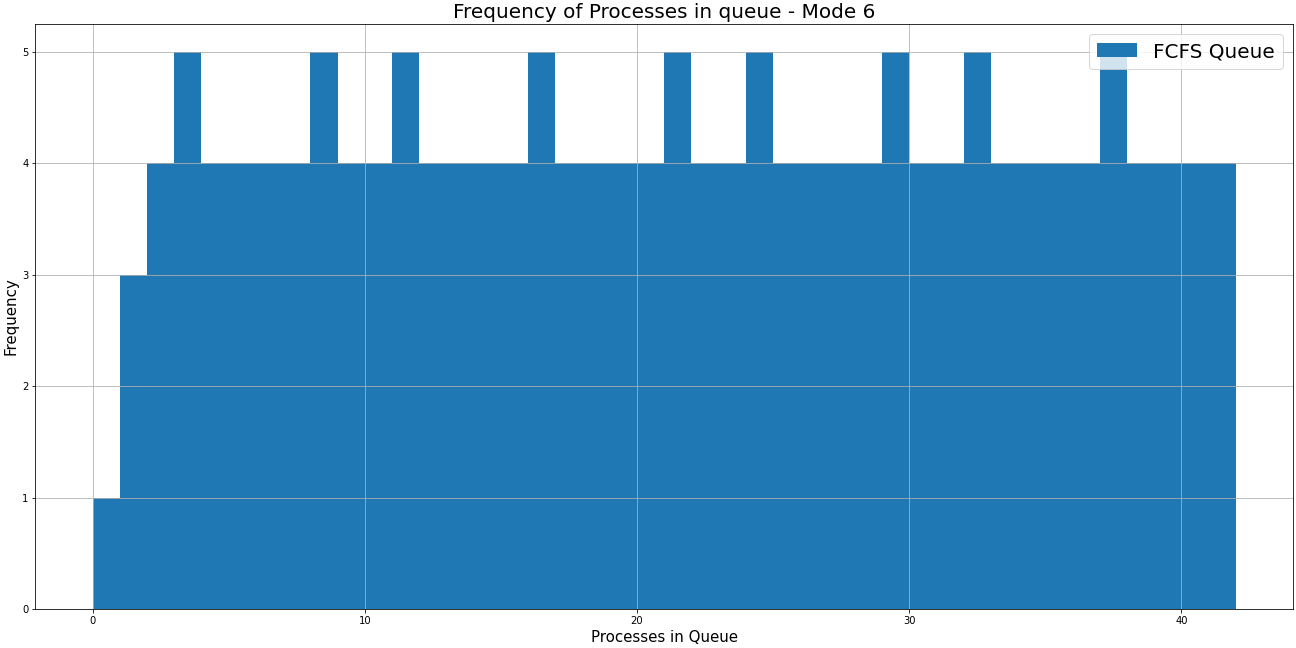 Frequency of Processes in queue - Mode 6
FCFS Queue
5
4
3
2
1
0
Frequency
0 10 20 30 40
Processes in Queue